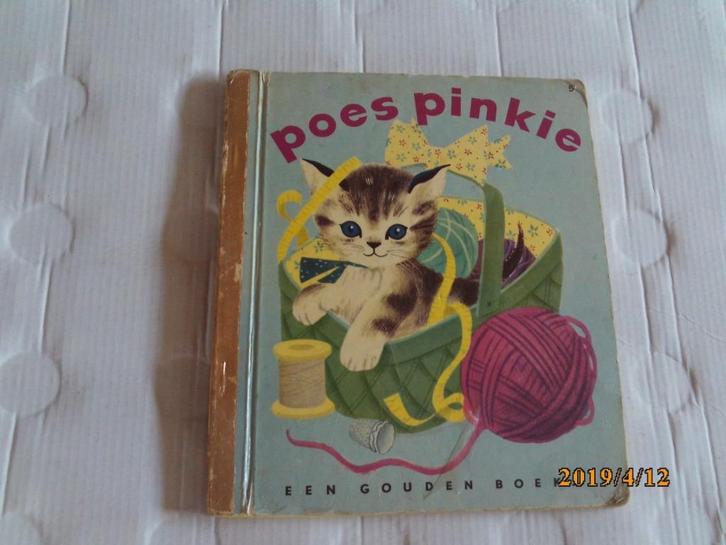 5
poes pinkie
EEN GOUDEN BOEK
2019/4/12